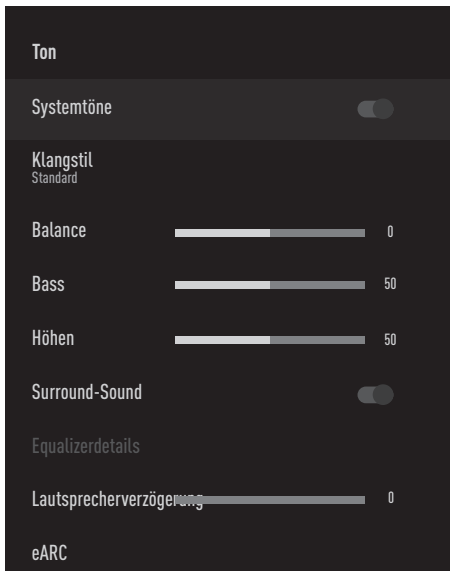 Ton
Systemtöne
Klangstil
Standard
Balance 0
Bass 50
Höhen 50
Surround-Sound
Equalizerdetails
Lautsprecherverzögerung 0
eARC